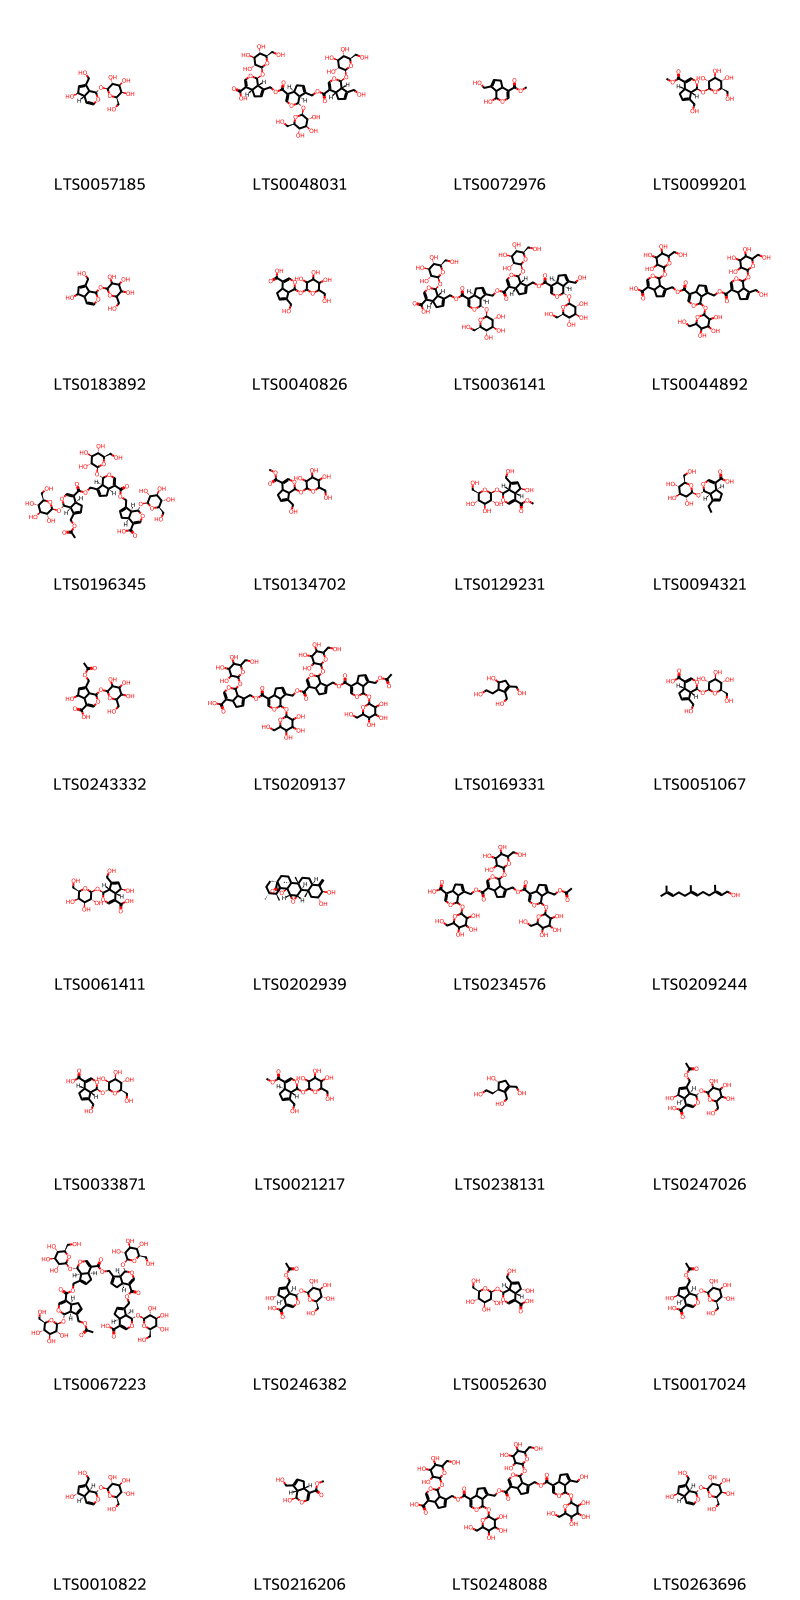 LTS0057185 LTS0048031 LTS0072976 LTS0099201
LTS0183892 LTS0040826 LTS0036141 LTS0044892
LTS0196345 LTS0134702 LTS0129231 LTS0094321
LTS0243332 LTS0209137 LTS0169331 LTS0051067
LTS0061411 LTS0202939 LTS0234576 LTS0209244
LTS0033871 LTS0021217 LTS0238131 LTS0247026
LTS0067223 LTS0246382 LTS0052630 LTS0017024
LTS0010822 LTS0216206 LTS0248088 LTS0263696